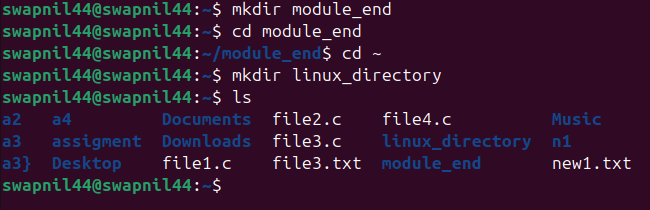 swapnil44@swapnil44:~$ mkdir module_end
swapnil44@swapnil44:~$ cd module_end
swapnil44@swapnil44:~/module_end$ cd ~
swapnil44@swapnil44:~$ mkdir linux_directory
swapnil44@swapnil44:~$ ls
a2   a4         Documents  file2.c    file4.c          Music
a3   assigment  Downloads  file3.c    linux_directory  n1
a3}  Desktop    file1.c    file3.txt  module_end       new1.txt
swapnil44@swapnil44:~$